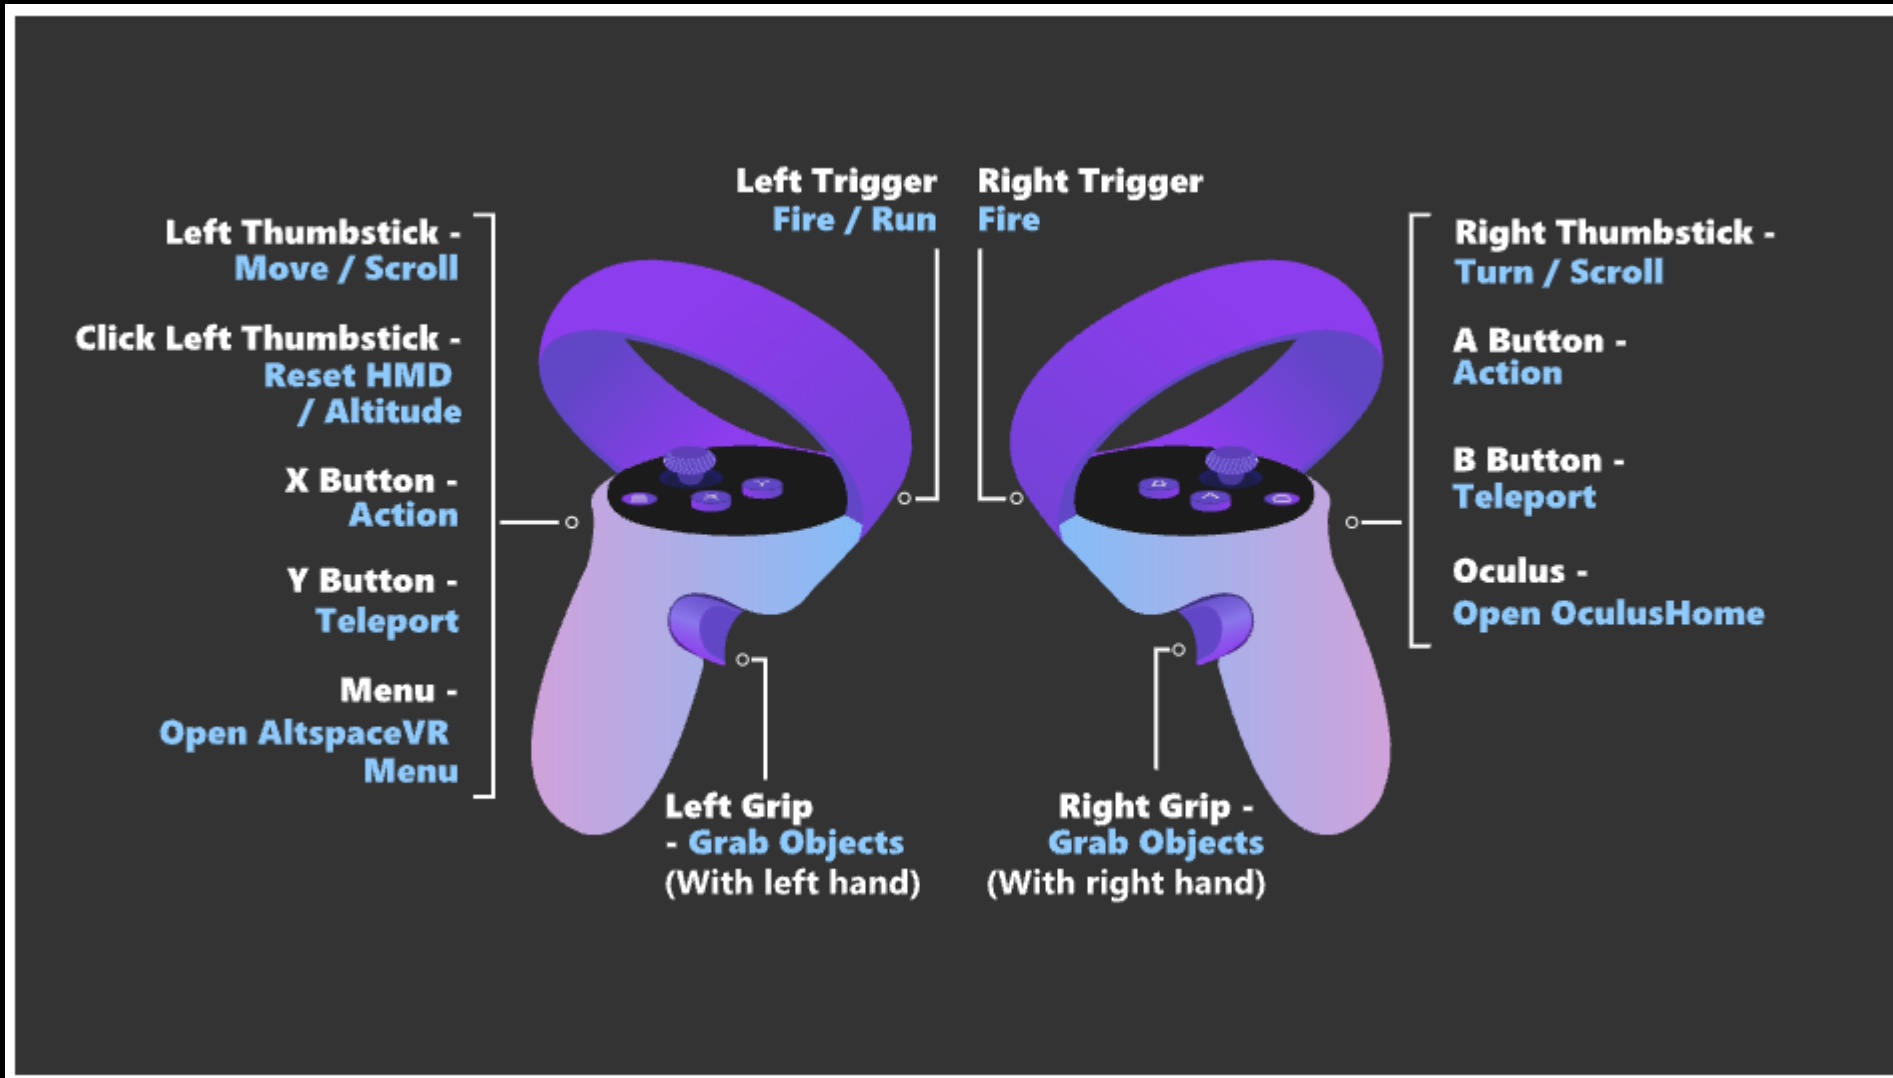 Left Trigger
Fire / Run
Right Trigger
Fire
Left Thumbstick -
Move / Scroll
Click Left Thumbstick -
Reset HMD
/ Altitude
X Button -
Action
Y Button -
Teleport
Menu -
Open AltspaceVR
Menu
Right Thumbstick -
Turn / Scroll
A Button -
Action
B Button -
Teleport
Oculus -
Open OculusHome
X
Y
Left Grip
- Grab Objects
(With left hand)
Right Grip -
Grab Objects
(With right hand)